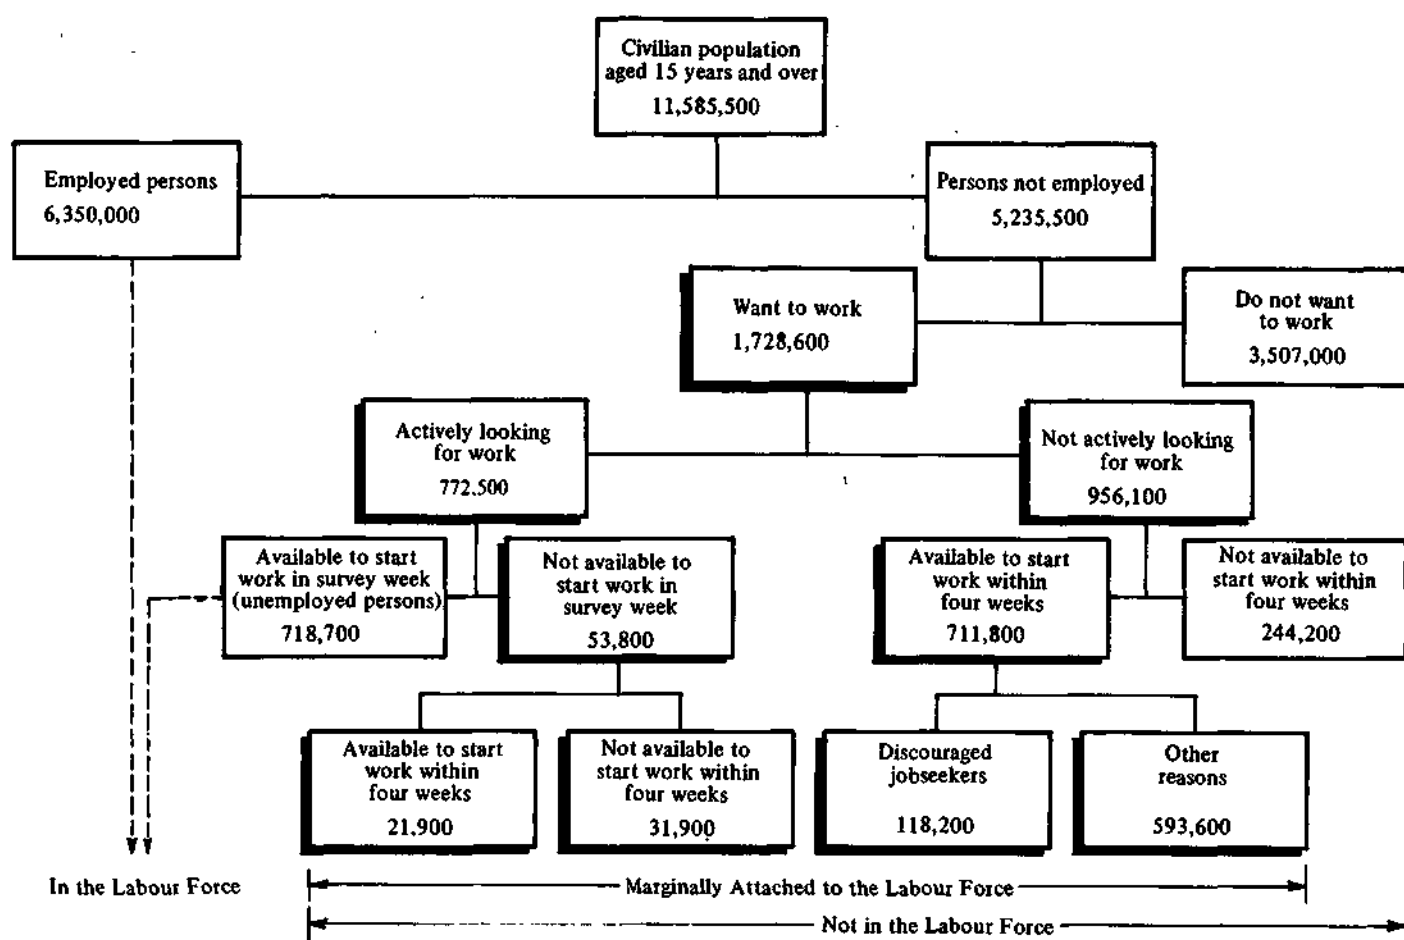 Civilian population
aged 15 years and over
11,585,500
Employed persons
6,350,000
Persons not employed
5,235,500
Want to work
1,728,600
Do not want
to work
3,507,000
Actively looking
for work
772.500
Not actively looking
for work
956,100
Available to start
work in survey week
(unemployed persons)
718,700
Not available to
start work in
survey week
53,800
Available to start
work within
four weeks
711,800
Not available to
start work within
four weeks
244,200
Available to start
work within
four weeks
21,900
Not available to
start work within
four weeks
31,900
Discouraged
jobseekers
118,200
Other
reasons
593,600
In the Labour Force
Marginally Attached to the Labour Force
Not in the Labour Force